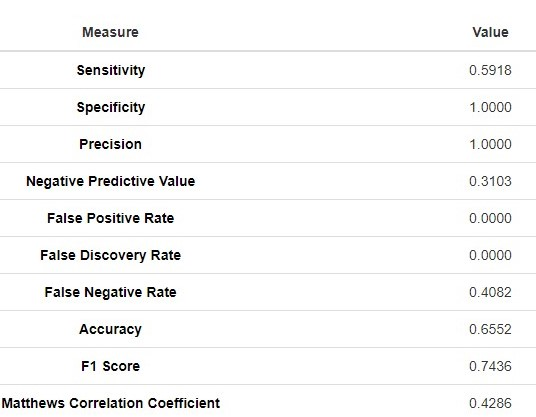 Measure Value
Sensitivity 0.5918
Specificity 1.0000
Precision 1.0000
Negative Predictive Value 0.3103
False Positive Rate 0.0000
False Discovery Rate 0.0000
False Negative Rate 0.4082
Accuracy 0.6552
F1 Score 0.7436
Matthews Correlation Coefficient 0.4286